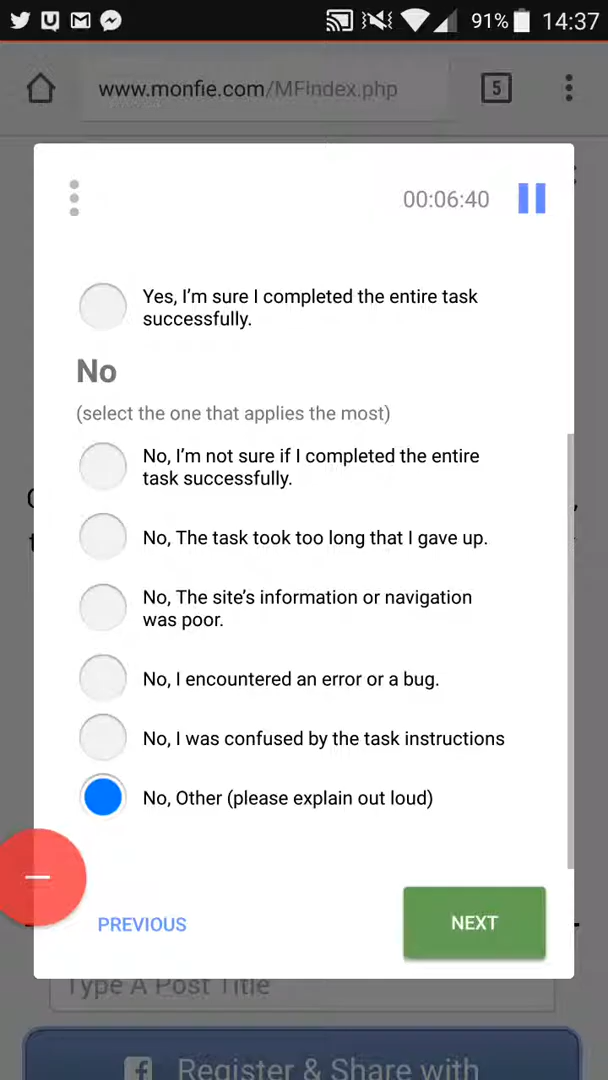 91% 14:37
www.monfie.com/MFIndex.php 5
00:06:40
Yes, I'm sure I completed the entire task
successfully.
No
(select the one that applies the most)
No, I'm not sure if I completed the entire
task successfully.
No, The task took too long that I gave up.
No, The site's information or navigation
was poor.
No, I encountered an error or a bug.
No, I was confused by the task instructions
No, Other (please explain out loud)
PREVIOUS
NEXT
Type A Post Title
Register & Share with